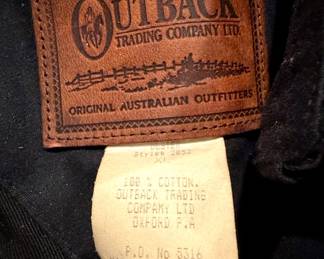 OUTBACK
TRADING COMPANY LTD.
ORIGINAL AUSTRALIAN OUTFITTERS
100 % COTTON.
OUTBACK TRADING
COMPANY LTD
OXFORD P.A
P.O. No 5316